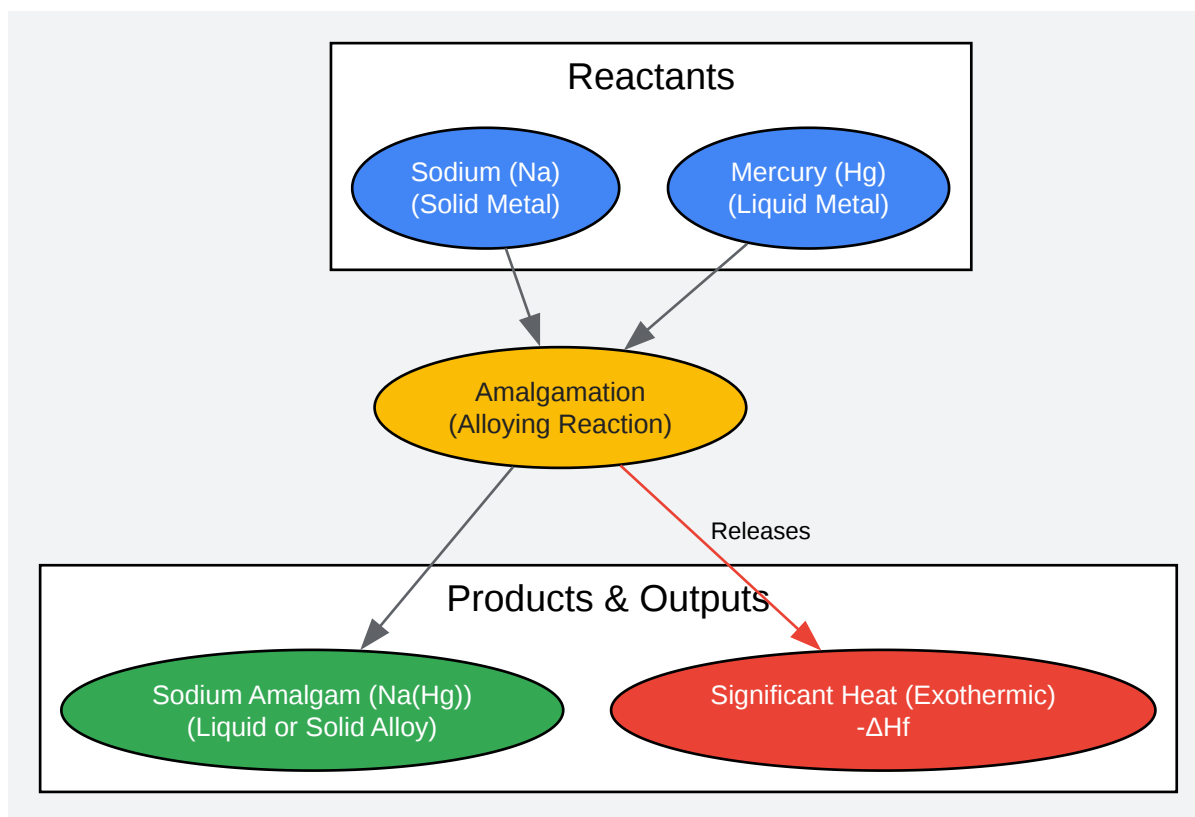 Reactants
Sodium (Na)
(Solid Metal)
Mercury (Hg)
(Liquid Metal)
Amalgamation
(Alloying Reaction)
Releases
Products & Outputs
Sodium Amalgam (Na(Hg))
(Liquid or Solid Alloy)
Significant Heat (Exothermic)
-ΔHf